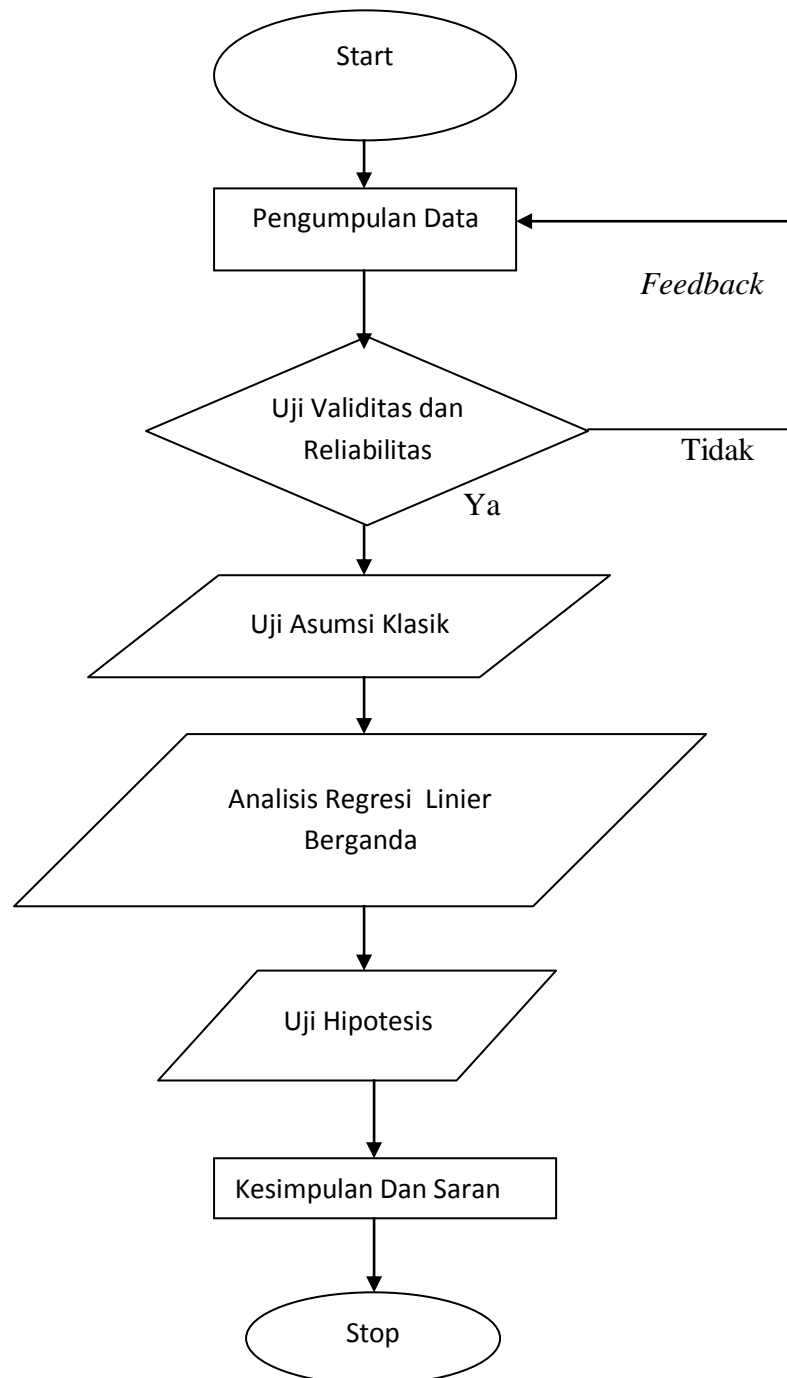 Start
Pengumpulan Data
Feedback
Uji Validitas dan
Reliabilitas
Tidak
Ya
Uji Asumsi Klasik
Analisis Regresi  Linier
Berganda
Uji Hipotesis
Kesimpulan Dan Saran
Stop